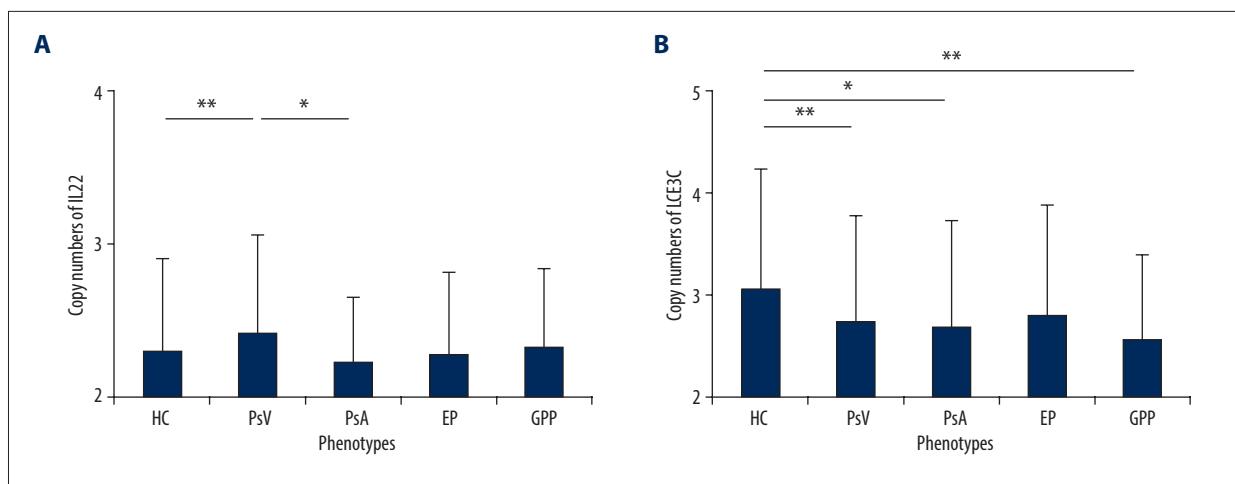 A
Copy numbers of IL22
4
3
2
**
*
HC PsV PsA EP GPP
Phenotypes
B
Copy numbers of LCE3C
5
4
3
2
**
*
**
HC PsV PsA EP GPP
Phenotypes